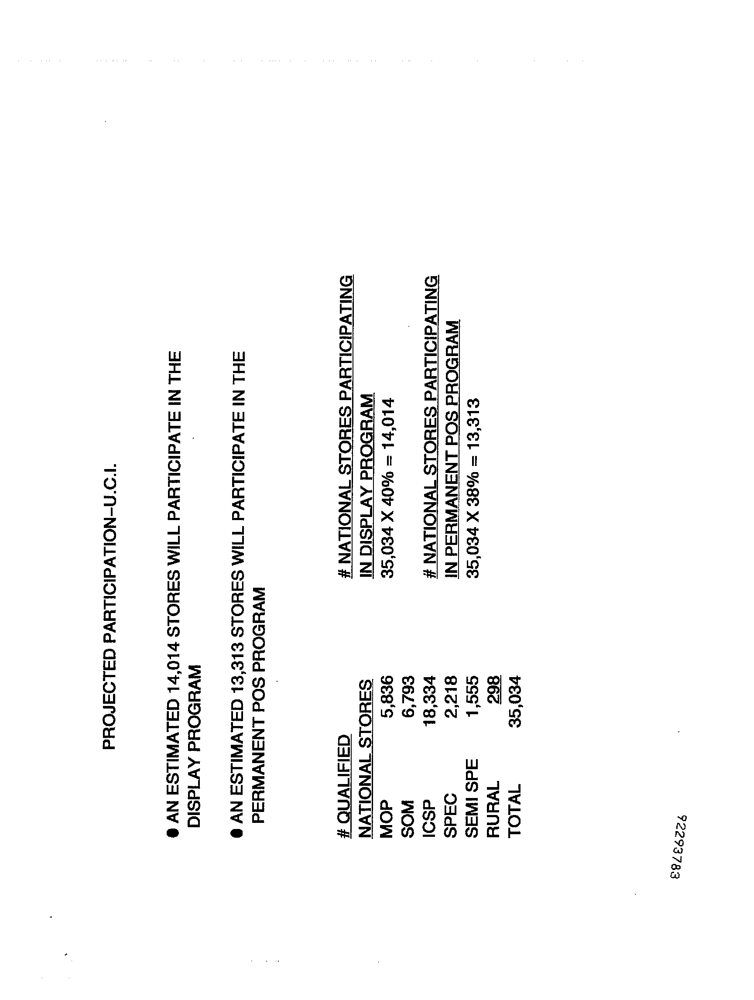 PROJECTED PARTICIPATION–U.C.I.
● AN ESTIMATED 14,014 STORES WILL PARTICIPATE IN THE
DISPLAY PROGRAM
● AN ESTIMATED 13,313 STORES WILL PARTICIPATE IN THE
PERMANENT POS PROGRAM
# QUALIFIED
NATIONAL STORES
MOP 5,836
SOM 6,793
ICSP 18,334
SPEC 2,218
SEMI SPE 1,555
RURAL 298
TOTAL 35,034
# NATIONAL STORES PARTICIPATING
IN DISPLAY PROGRAM
35,034 X 40% = 14,014
# NATIONAL STORES PARTICIPATING
IN PERMANENT POS PROGRAM
35,034 X 38% = 13,313
92293783